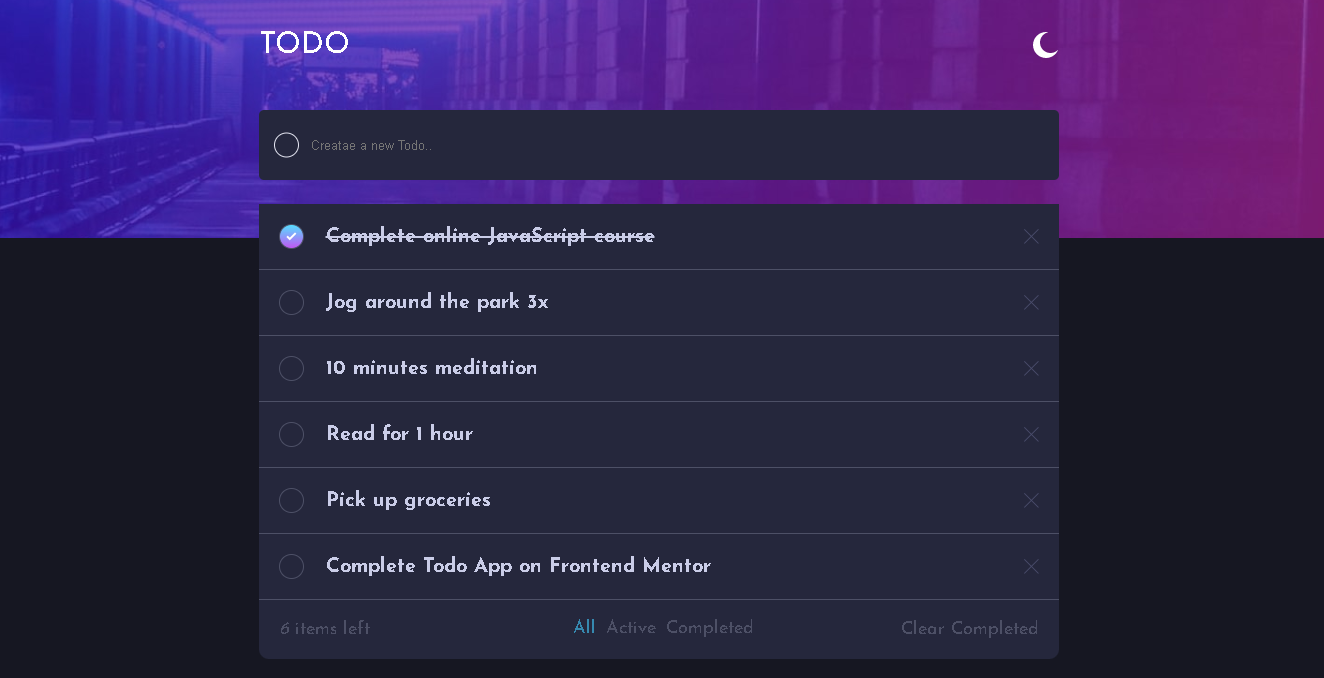 TODO
Creatae a new Todo..
Complete online JavaScript course
Jog around the park 3x
10 minutes meditation
Read for 1 hour
Pick up groceries
Complete Todo App on Frontend Mentor
6 items left All Active Completed Clear Completed